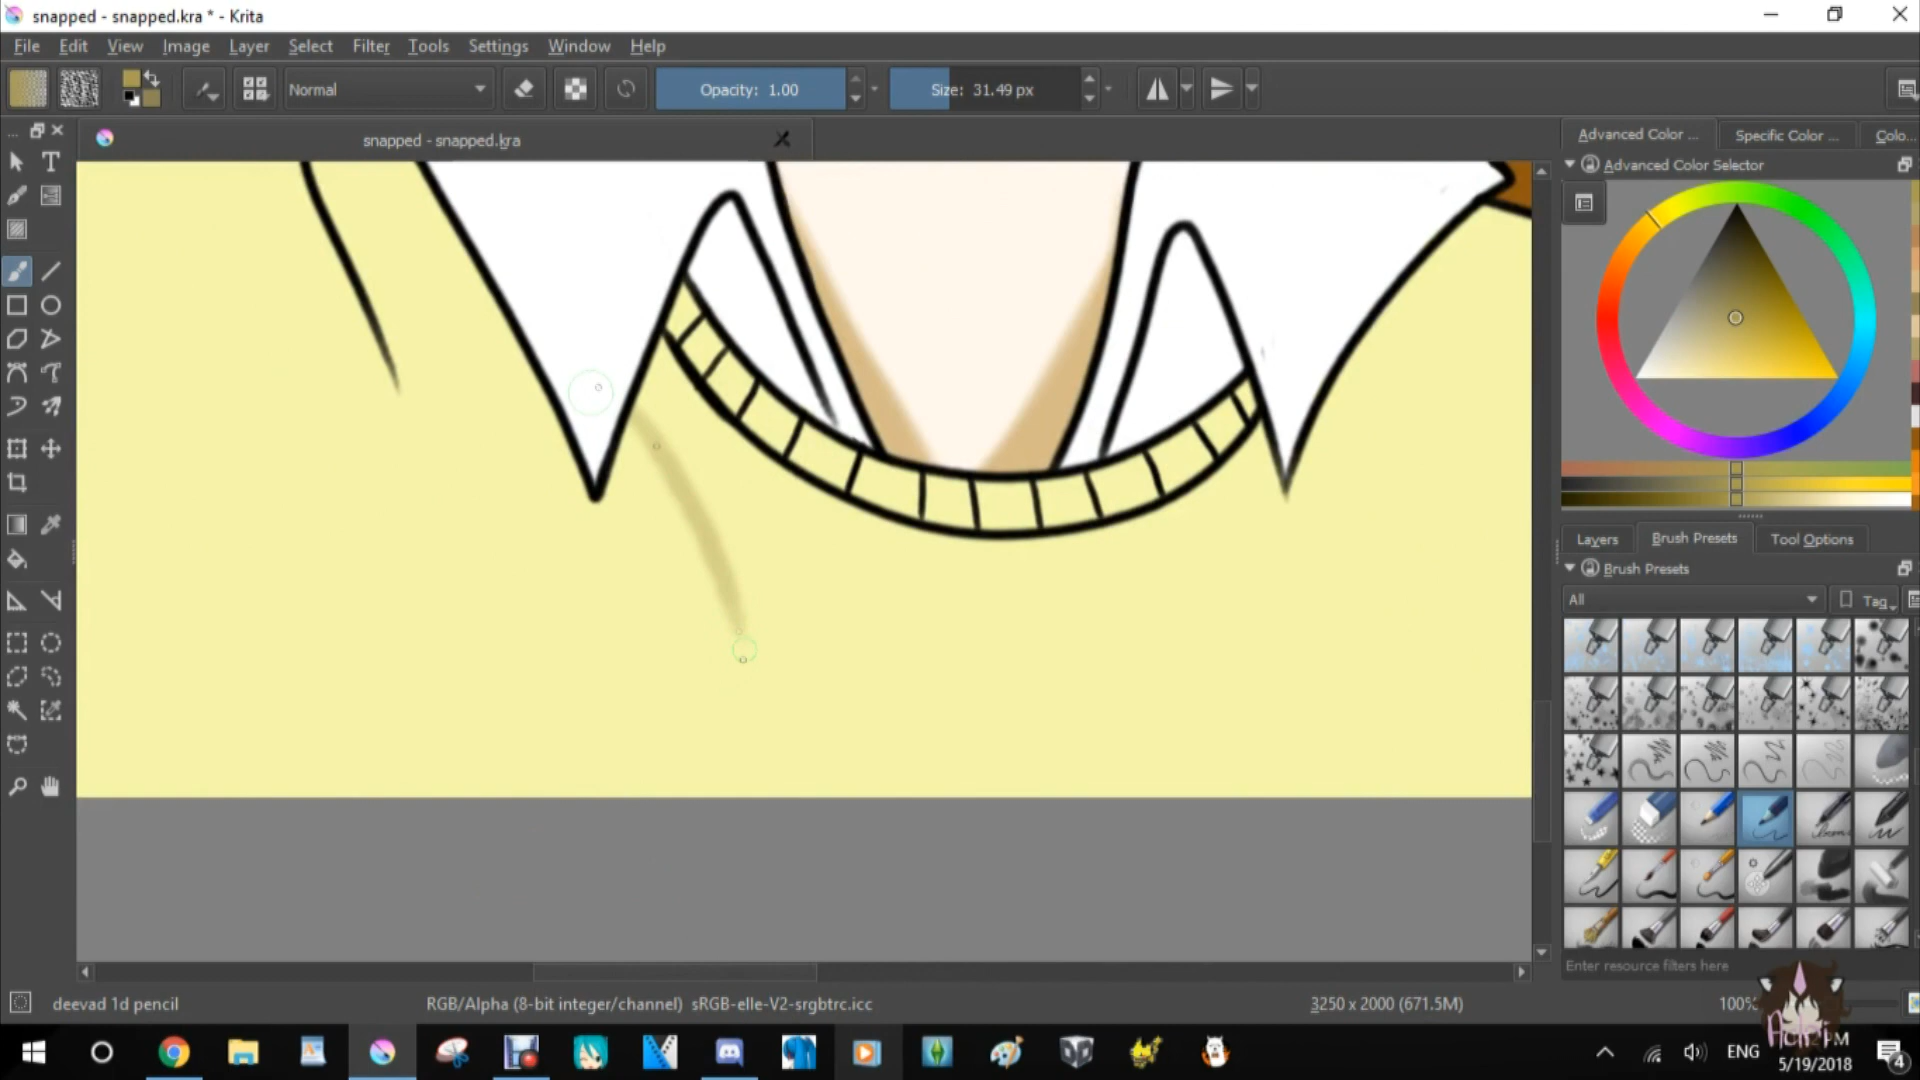 snapped - snapped.kra * - Krita
File Edit View Image Layer Select Filter Tools Settings Window Help
Normal
Opacity: 1.00
Size: 31.49 px
snapped - snapped.kra
Advanced Color ...
Specific Color ...
Colo...
Advanced Color Selector
Layers
Brush Presets
Tool Options
Brush Presets
All
Tag
Enter resource filters here
deevad 1d pencil
RGB/Alpha (8-bit integer/channel) sRGB-elle-V2-srgbtrc.icc
3250 x 2000 (671.5M)
100%
ENG
PM
5/19/2018
4